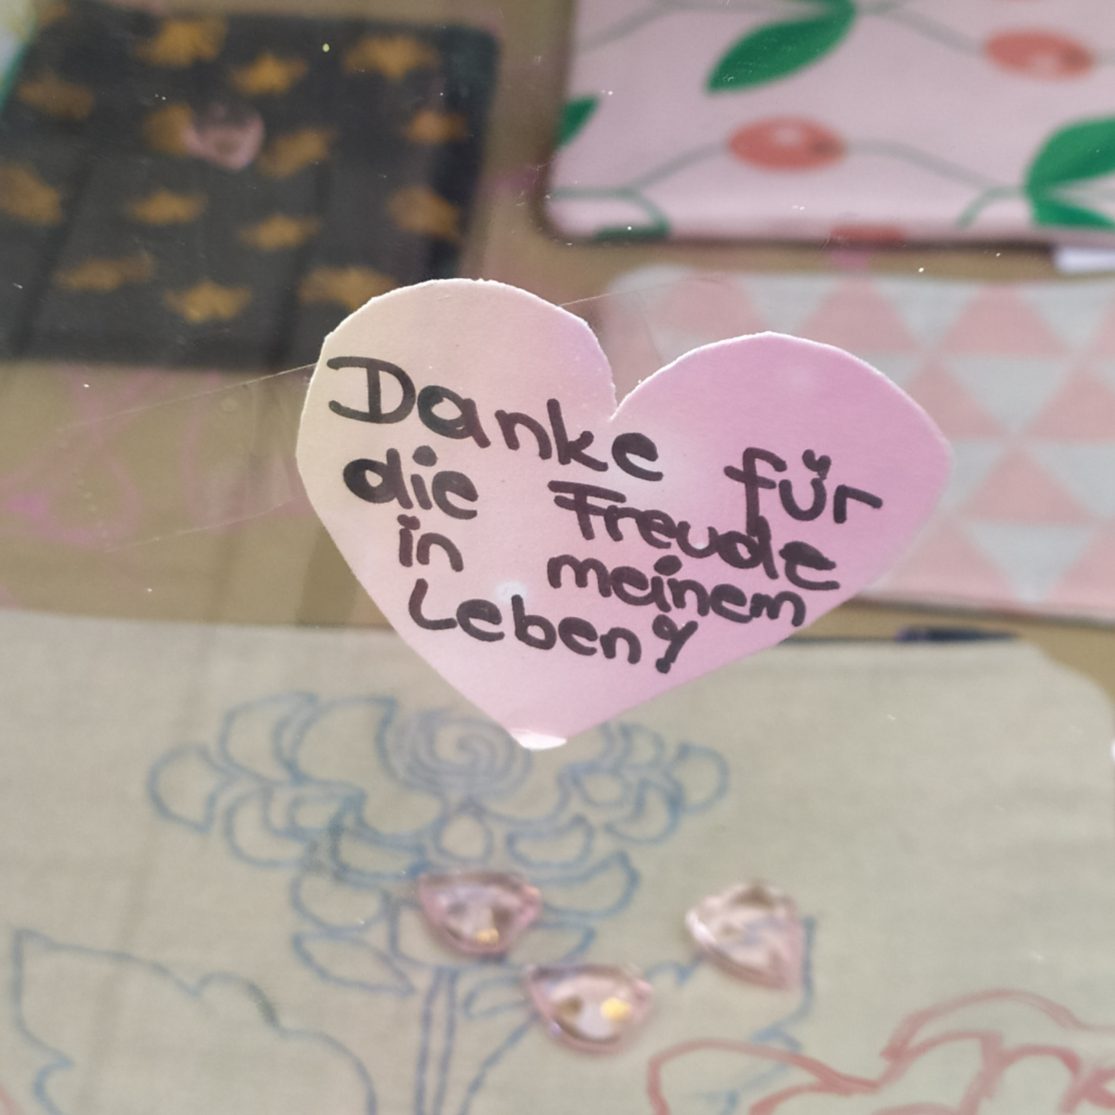 Danke für
die Freude
in meinem
Leben